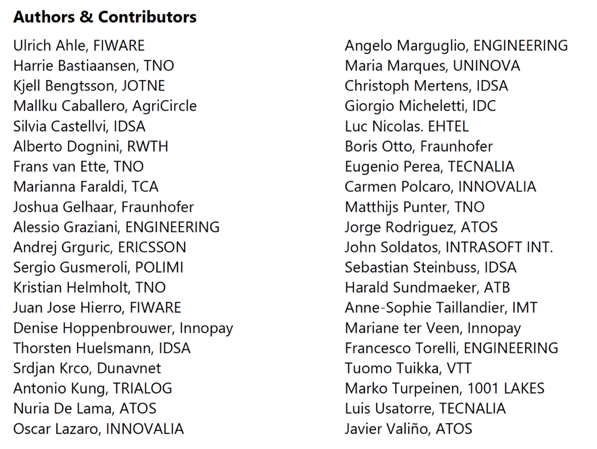 Authors & Contributors
Ulrich Ahle, FIWARE
Harrie Bastiaansen, TNO
Kjell Bengtsson, JOTNE
Mallku Caballero, AgriCircle
Silvia Castellvi, IDSA
Alberto Dognini, RWTH
Frans van Ette, TNO
Marianna Faraldi, TCA
Joshua Gelhaar, Fraunhofer
Alessio Graziani, ENGINEERING
Andrej Grguric, ERICSSON
Sergio Gusmeroli, POLIMI
Kristian Helmholt, TNO
Juan Jose Hierro, FIWARE
Denise Hoppenbrouwer, Innopay
Thorsten Huelsmann, IDSA
Srdjan Krco, Dunavnet
Antonio Kung, TRIALOG
Nuria De Lama, ATOS
Oscar Lazaro, INNOVALIA
Angelo Marguglio, ENGINEERING
Maria Marques, UNINOVA
Christoph Mertens, IDSA
Giorgio Micheletti, IDC
Luc Nicolas. EHTEL
Boris Otto, Fraunhofer
Eugenio Perea, TECNALIA
Carmen Polcaro, INNOVALIA
Matthijs Punter, TNO
Jorge Rodriguez, ATOS
John Soldatos, INTRASOFT INT.
Sebastian Steinbuss, IDSA
Harald Sundmaeker, ATB
Anne-Sophie Taillandier, IMT
Mariane ter Veen, Innopay
Francesco Torelli, ENGINEERING
Tuomo Tuikka, VTT
Marko Turpeinen, 1001 LAKES
Luis Usatorre, TECNALIA
Javier Valiño, ATOS